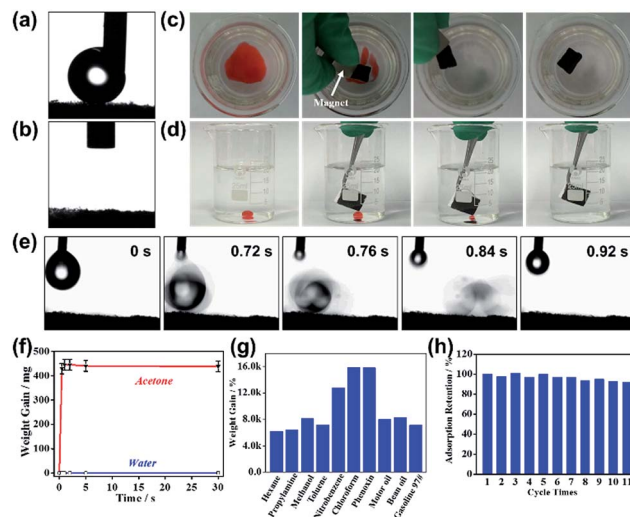 (a)
(c)
Magnet
(b)
(d)
(e)
0 s
0.72 s
0.76 s
0.84 s
0.92 s
(f)
Weight Gain / mg
500
400
300
200
100
0
Acetone
Water
0 5 10 15 20 25 30
Time / s
(g)
Weight Gain / %
16.0k
12.0k
8.0k
4.0k
0.0
Hexane
Propylamine
Methanol
Toluene
Nitrobenzene
Chloroform
Phenoxin
Motor oil
Bean oil
Gasoline 97#
(h)
Adsorption Retention / %
120
100
80
60
40
20
0
1 2 3 4 5 6 7 8 9 10 11
Cycle Times